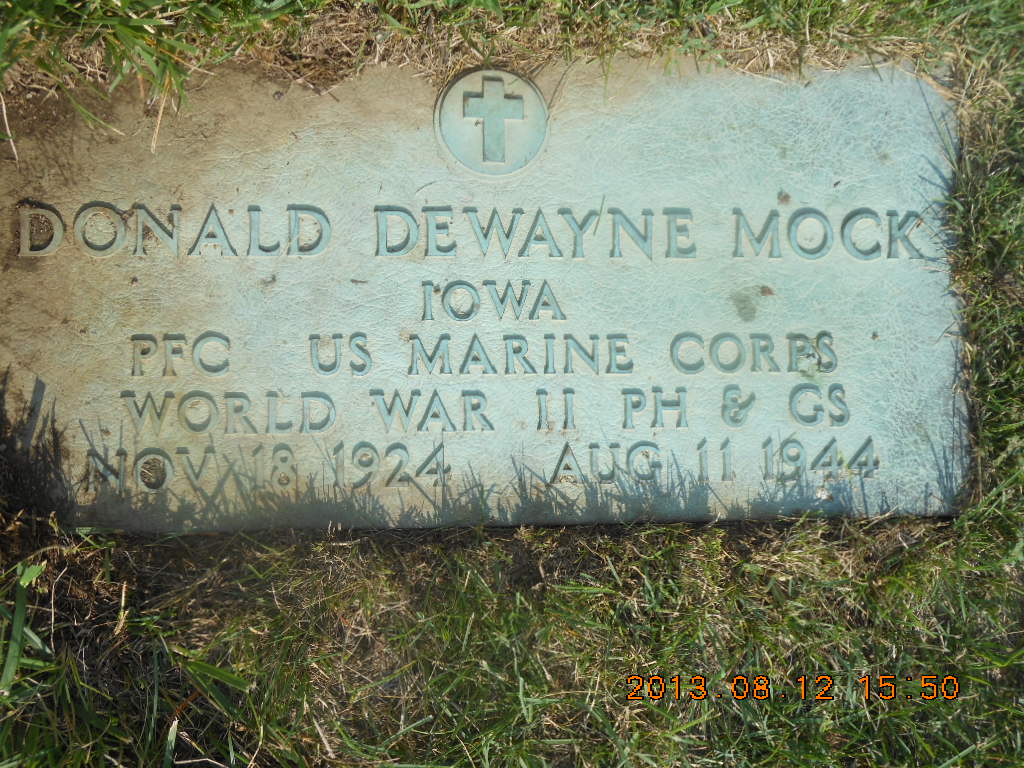 DONALD DEWAYNE MOCK
IOWA
PFC US MARINE CORPS
WORLD WAR II PH & GS
NOV 18 1924 AUG 11 1944
2013.08.12 15:50